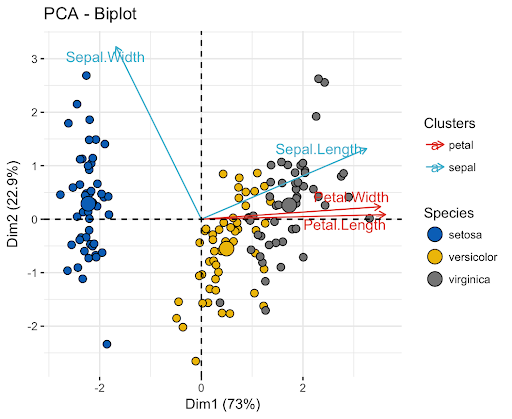 PCA - Biplot
3
2
1
0
-1
-2
-2
0
2
Dim1 (73%)
Dim2 (22.9%)
Sepal.Width
Sepal.Length
Petal.Width
Petal.Length
Clusters
petal
sepal
Species
setosa
versicolor
virginica